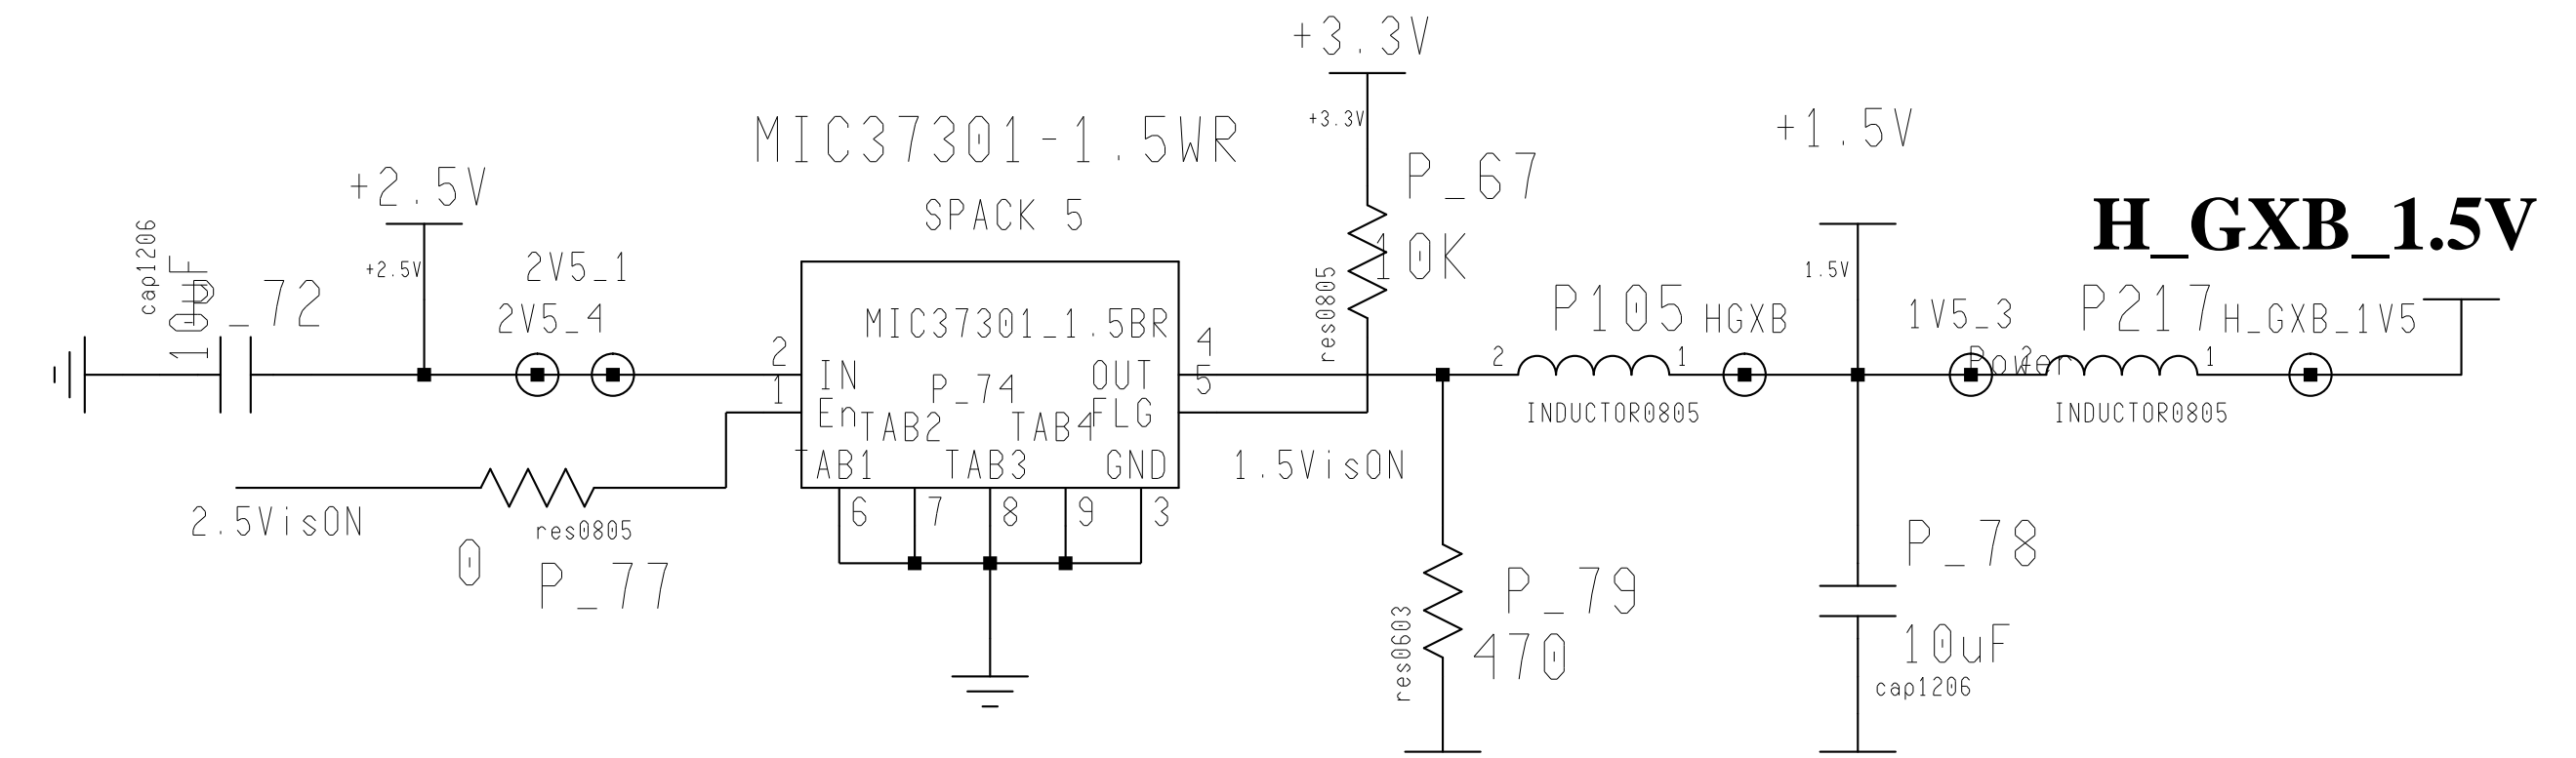 +3.3V
+3.3V
MIC37301-1.5WR
SPACK 5
+1.5V
1.5V
P_67
10K
res0805
H_GXB_1.5V
+2.5V
+2.5V
cap1206
10uF
_72
2V5_1
2V5_4
MIC37301_1.5BR
2
1
IN
En
P_74
OUT
FLG
4
5
TAB2
TAB4
TAB1
TAB3
GND
6
7
8
9
3
2.5VisON
0
res0805
P_77
1.5VisON
P105
2
1
INDUCTOR0805
HGXB
1V5_3
Power
P217
2
1
INDUCTOR0805
H_GXB_1V5
P_79
470
res0603
P_78
10uF
cap1206